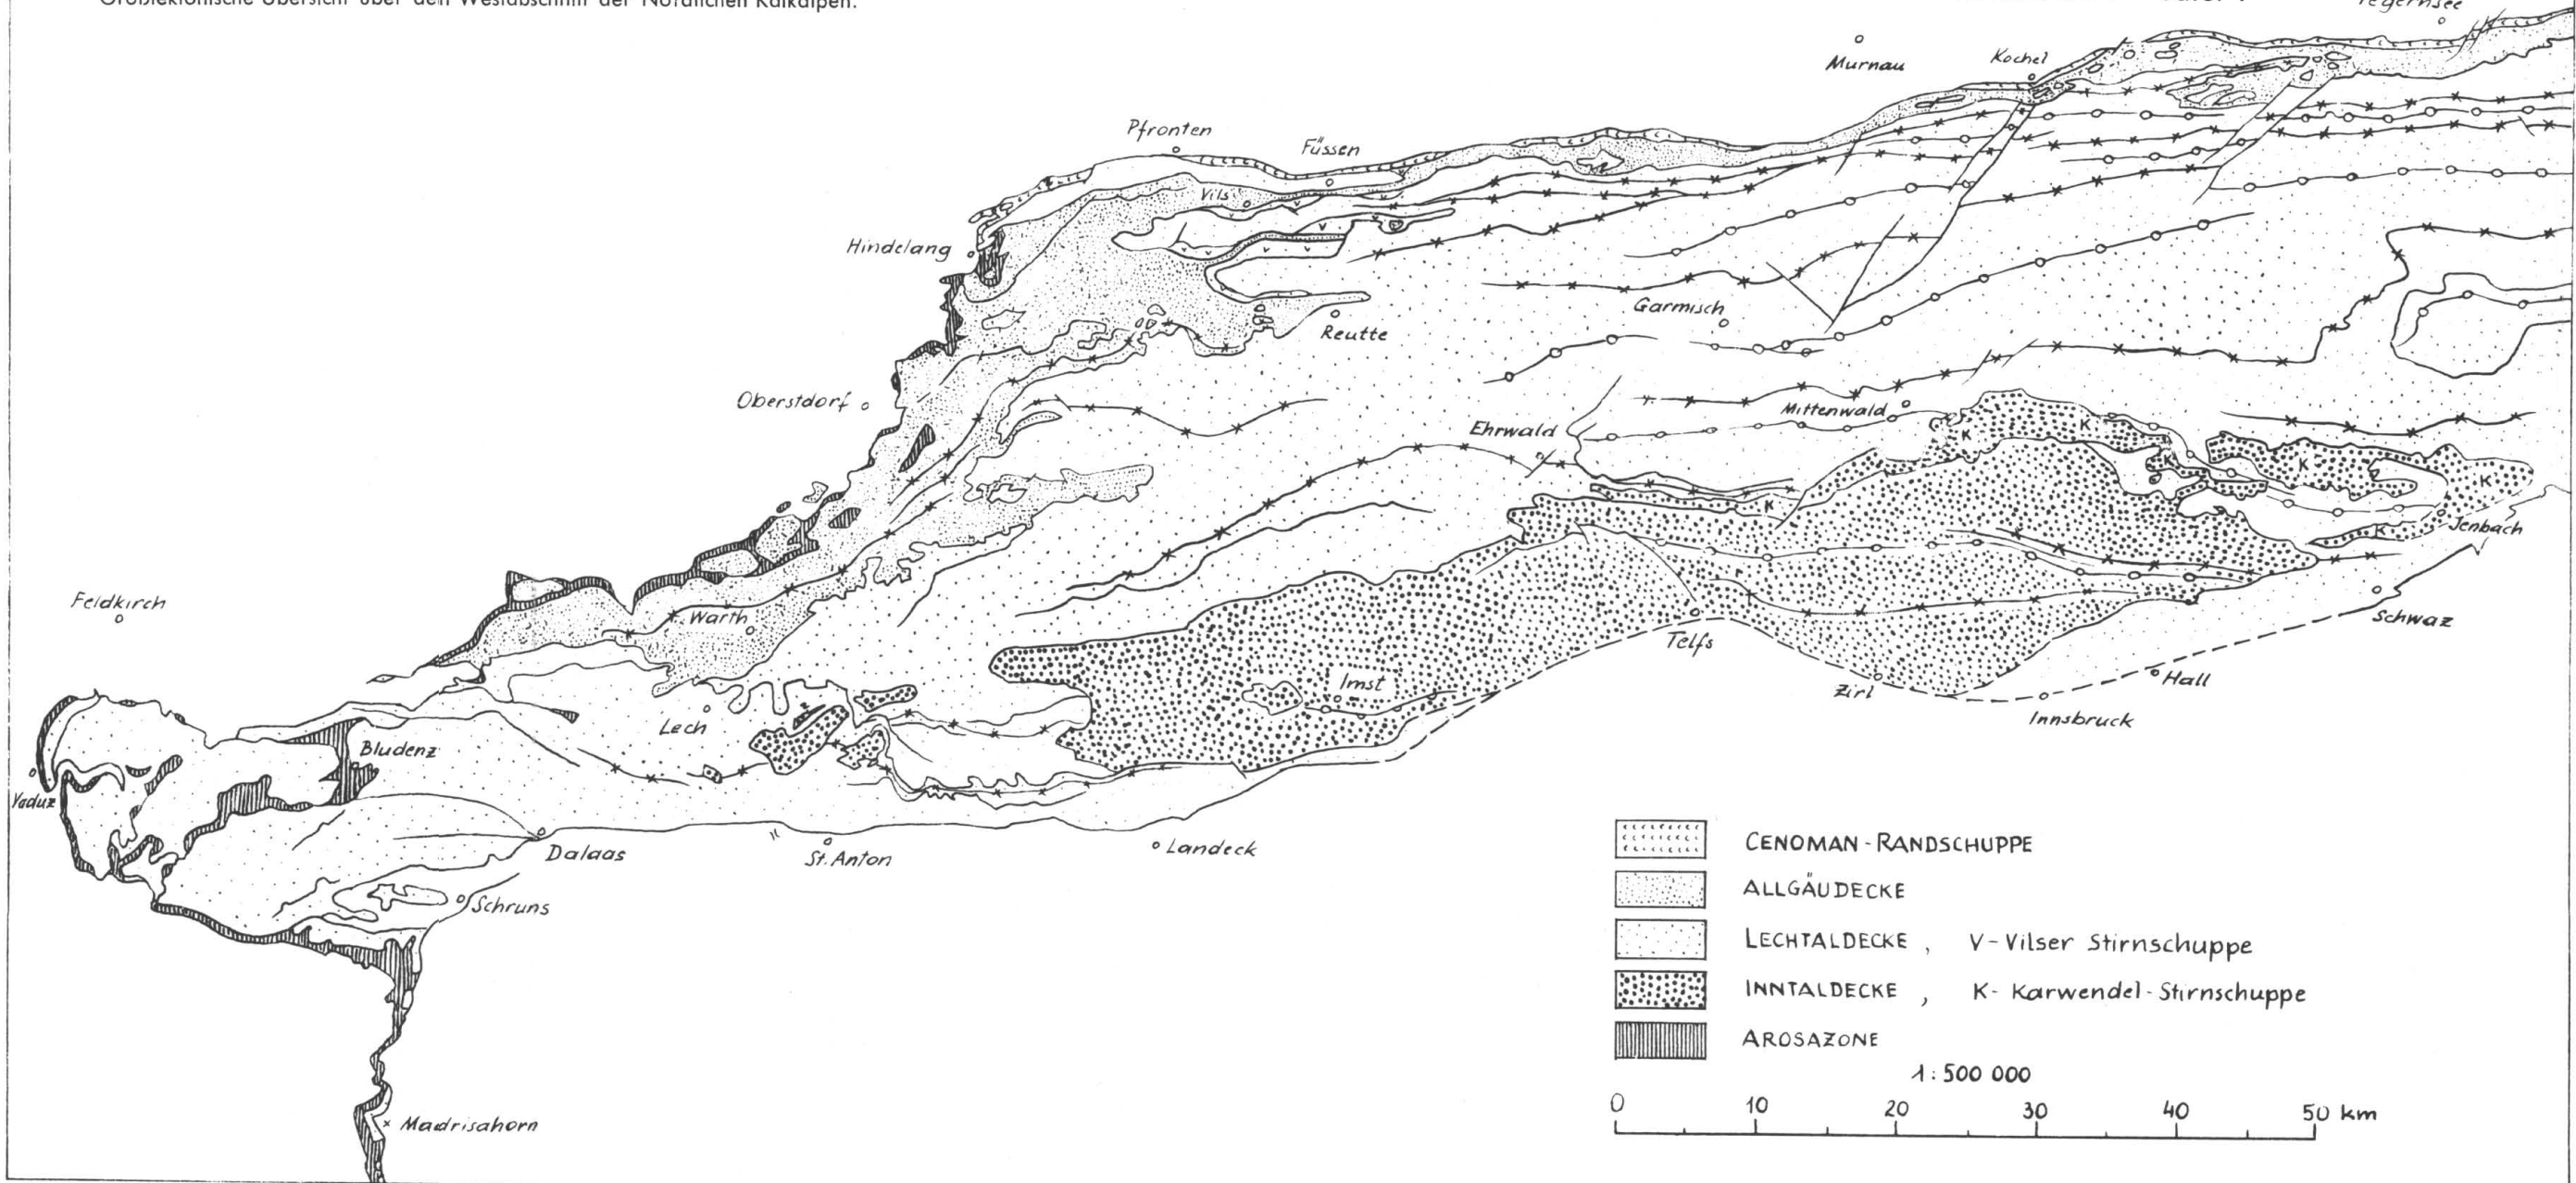 Großtektonische Übersicht über den Westabschnitt der Nördlichen Kalkalpen.
Tegernsee
Murnau
Kochel
Pfronten
Füssen
Vils
V
V
V
V
V
Hindelang
Garmisch
Reutte
Oberstdorf
Mittenwald
Ehrwald
K
K
K
K
K
K
K
Jenbach
Feldkirch
Warth
Telfs
Schwaz
Imst
Zirl
Hall
Innsbruck
Lech
Bludenz
Vaduz
Dalaas
St. Anton
Landeck
Schruns
Madrisahorn
CENOMAN-RANDSCHUPPE
ALLGÄUDECKE
LECHTALDECKE , V-Vilser Stirnschuppe
INNTALDECKE , K-Karwendel-Stirnschuppe
AROSAZONE
1:500 000
0 10 20 30 40 50 km